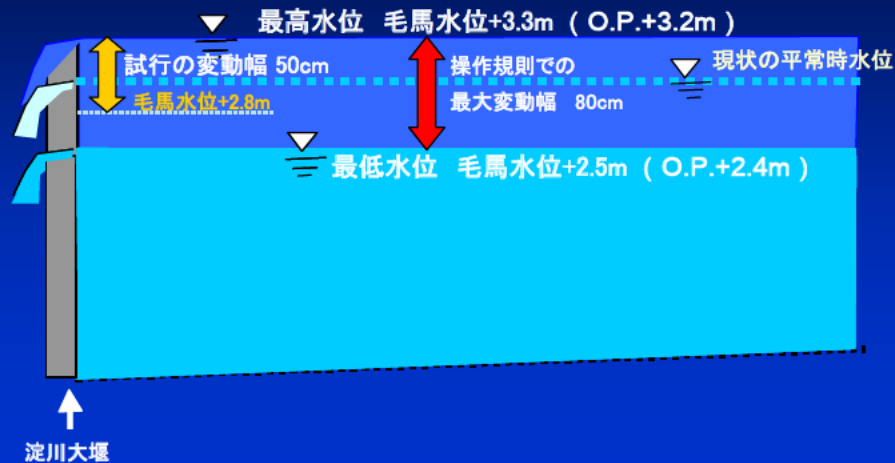 最高水位 毛馬水位+3.3m ( O.P.+3.2m )
試行の変動幅 50cm
毛馬水位+2.8m
操作規則での
最大変動幅 80cm
現状の平常時水位
最低水位 毛馬水位+2.5m ( O.P.+2.4m )
淀川大堰